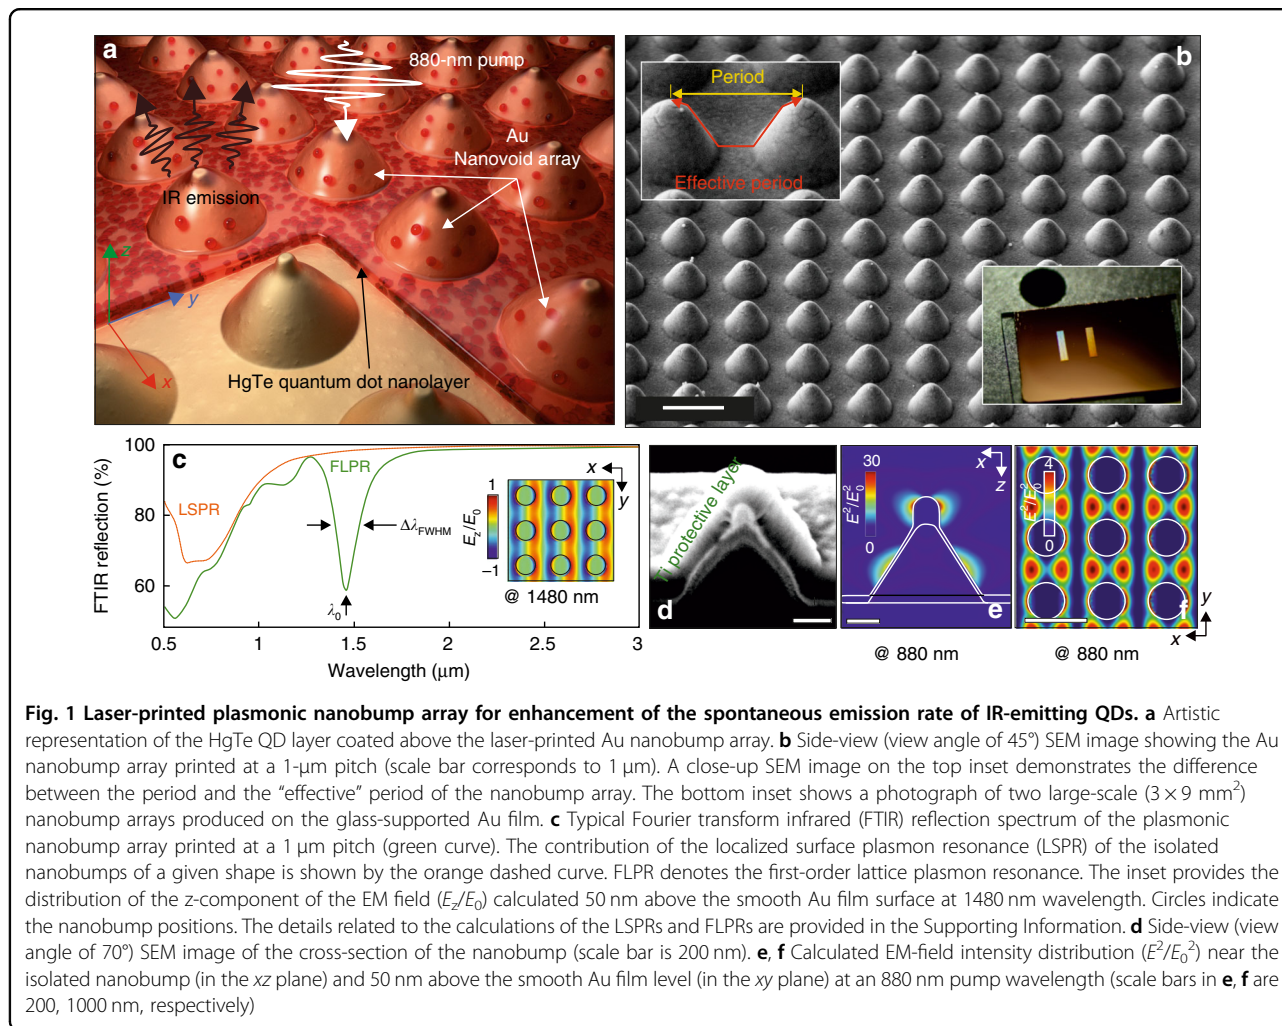 a
880-nm pump
Au
Nanovoid array
IR emission
z
y
x
HgTe quantum dot nanolayer
b
Period
Effective period
c
FTIR reflection (%)
100
80
60
LSPR
FLPR
ΔλFWHM
λ0
1
Ez/E0
−1
x
y
@ 1480 nm
0.5 1 1.5 2 2.5 3
Wavelength (μm)
Ti protective layer
d
30
E²/E₀²
0
x
z
e
@ 880 nm
4
E²/E₀²
0
f
y
x
@ 880 nm
Fig. 1 Laser-printed plasmonic nanobump array for enhancement of the spontaneous emission rate of IR-emitting QDs. a Artistic
representation of the HgTe QD layer coated above the laser-printed Au nanobump array. b Side-view (view angle of 45°) SEM image showing the Au
nanobump array printed at a 1-μm pitch (scale bar corresponds to 1 μm). A close-up SEM image on the top inset demonstrates the difference
between the period and the “effective” period of the nanobump array. The bottom inset shows a photograph of two large-scale (3 × 9 mm²)
nanobump arrays produced on the glass-supported Au film. c Typical Fourier transform infrared (FTIR) reflection spectrum of the plasmonic
nanobump array printed at a 1 μm pitch (green curve). The contribution of the localized surface plasmon resonance (LSPR) of the isolated
nanobumps of a given shape is shown by the orange dashed curve. FLPR denotes the first-order lattice plasmon resonance. The inset provides the
distribution of the z-component of the EM field (Ez/E0) calculated 50 nm above the smooth Au film surface at 1480 nm wavelength. Circles indicate
the nanobump positions. The details related to the calculations of the LSPRs and FLPRs are provided in the Supporting Information. d Side-view (view
angle of 70°) SEM image of the cross-section of the nanobump (scale bar is 200 nm). e, f Calculated EM-field intensity distribution (E²/E₀²) near the
isolated nanobump (in the xz plane) and 50 nm above the smooth Au film level (in the xy plane) at an 880 nm pump wavelength (scale bars in e, f are
200, 1000 nm, respectively)